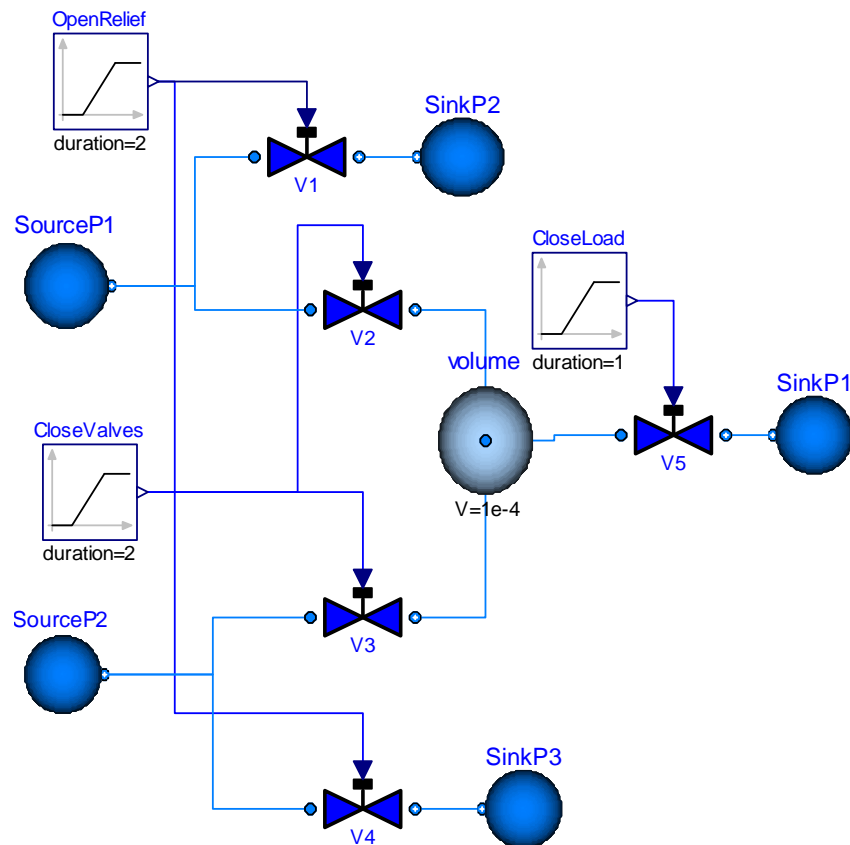 OpenRelief
duration=2
SinkP2
V1
SourceP1
CloseLoad
duration=1
V2
volume
V=1e-4
SinkP1
V5
CloseValves
duration=2
SourceP2
V3
SinkP3
V4